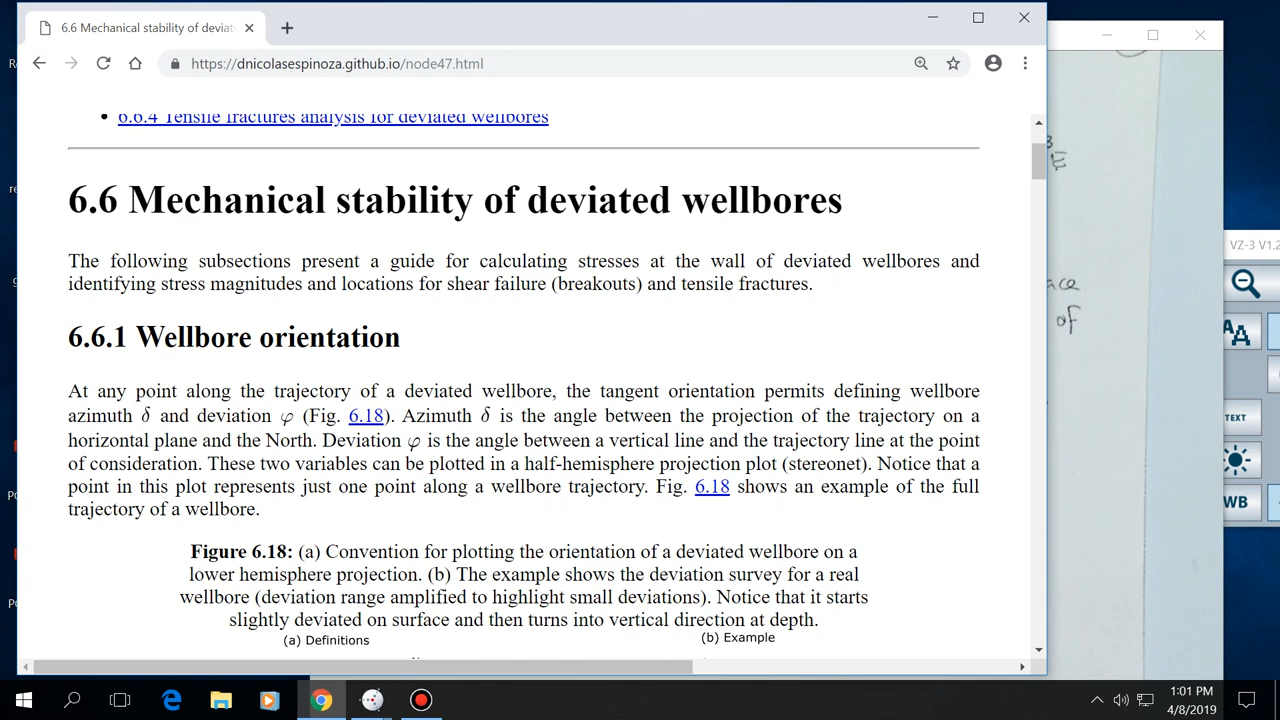 6.6 Mechanical stability of deviat
https://dnicolasespinoza.github.io/node47.html
• 6.6.4 Tensile fractures analysis for deviated wellbores
6.6 Mechanical stability of deviated wellbores
The following subsections present a guide for calculating stresses at the wall of deviated wellbores and
identifying stress magnitudes and locations for shear failure (breakouts) and tensile fractures.
6.6.1 Wellbore orientation
At any point along the trajectory of a deviated wellbore, the tangent orientation permits defining wellbore
azimuth δ and deviation φ (Fig. 6.18). Azimuth δ is the angle between the projection of the trajectory on a
horizontal plane and the North. Deviation φ is the angle between a vertical line and the trajectory line at the point
of consideration. These two variables can be plotted in a half-hemisphere projection plot (stereonet). Notice that a
point in this plot represents just one point along a wellbore trajectory. Fig. 6.18 shows an example of the full
trajectory of a wellbore.
Figure 6.18: (a) Convention for plotting the orientation of a deviated wellbore on a
lower hemisphere projection. (b) The example shows the deviation survey for a real
wellbore (deviation range amplified to highlight small deviations). Notice that it starts
slightly deviated on surface and then turns into vertical direction at depth.
(a) Definitions
(b) Example
of
VZ-3 V1.2
AA
TEXT
WB
1:01 PM
4/8/2019